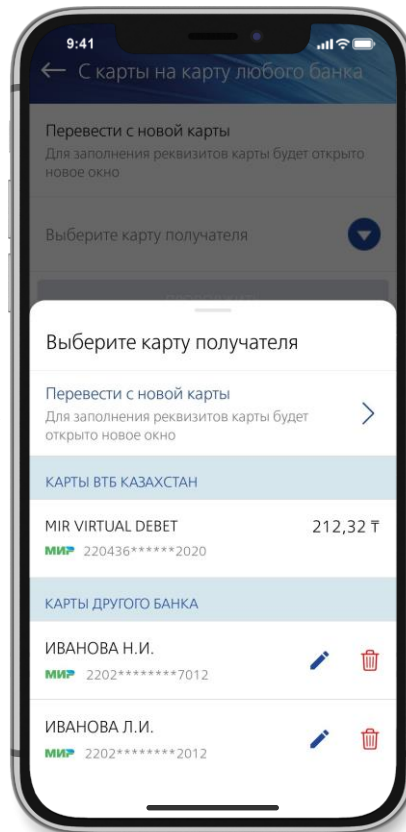 9:41
← С карты на карту любого банка
Перевести с новой карты
Для заполнения реквизитов карты будет открыто
новое окно
Выберите карту получателя
Выберите карту получателя
Перевести с новой карты
Для заполнения реквизитов карты будет
открыто новое окно
КАРТЫ ВТБ КАЗАХСТАН
MIR VIRTUAL DEBET 212,32 ₸
МИР 220436******2020
КАРТЫ ДРУГОГО БАНКА
ИВАНОВА Н.И.
МИР 2202********7012
ИВАНОВА Л.И.
МИР 2202********2012